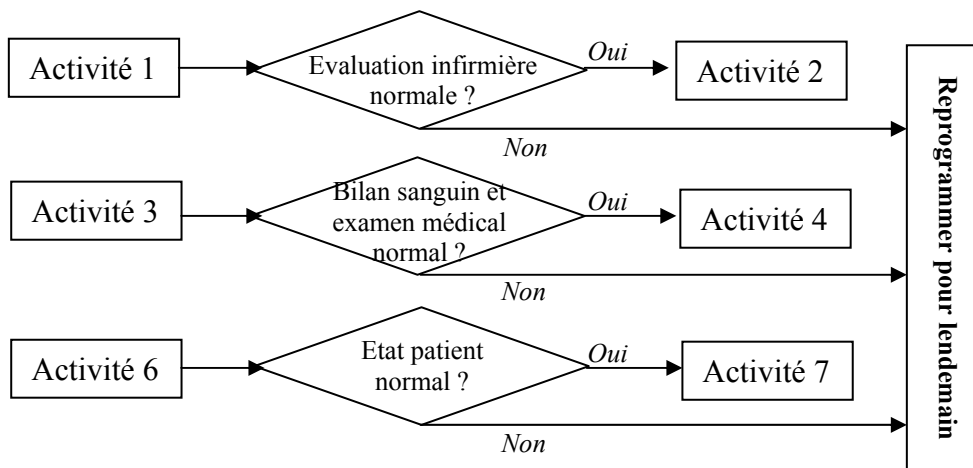 Activité 1
Evaluation infirmière
normale ?
Oui
Activité 2
Non
Activité 3
Bilan sanguin et
examen médical
normal ?
Oui
Activité 4
Non
Activité 6
Etat patient
normal ?
Oui
Activité 7
Non
Reprogrammer pour lendemain